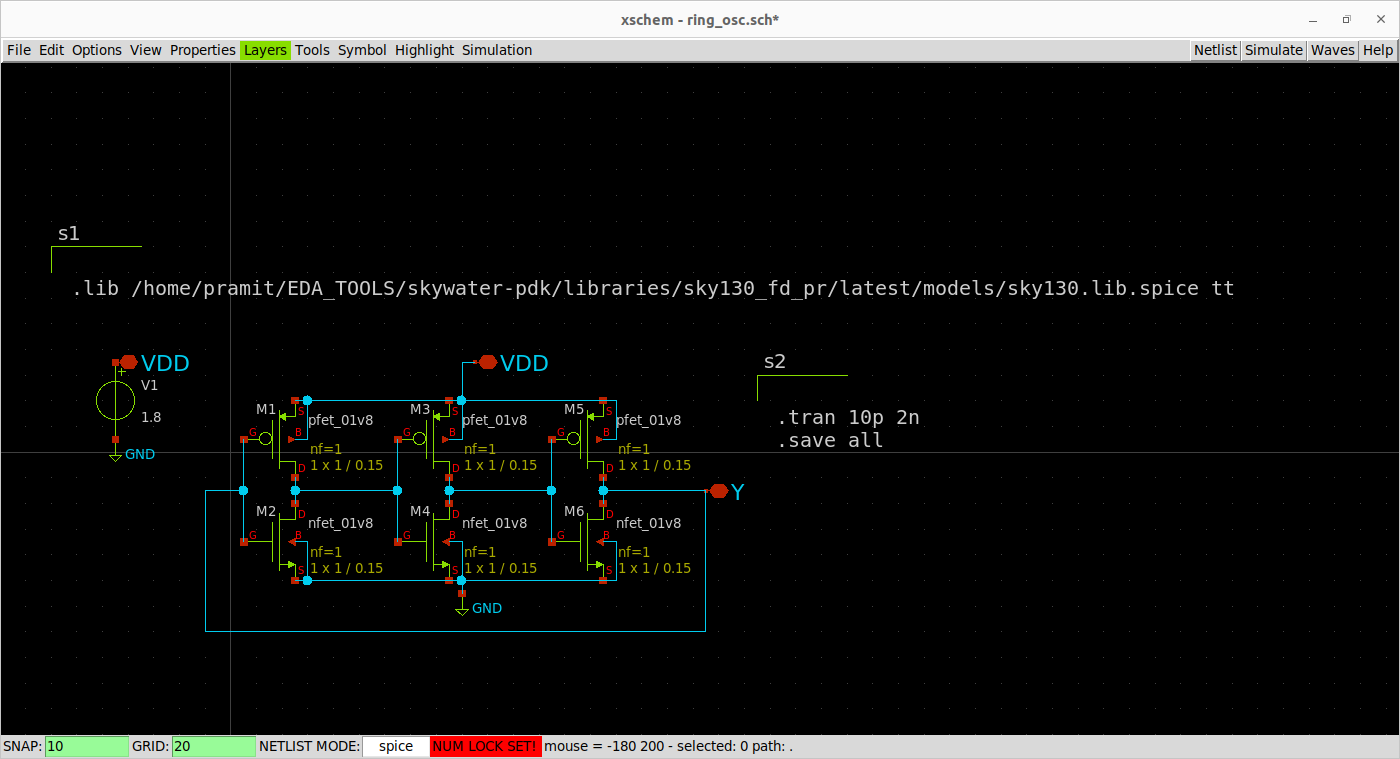 xschem - ring_osc.sch*
File Edit Options View Properties Layers Tools Symbol Highlight Simulation Netlist Simulate Waves Help
s1
.lib /home/pramit/EDA_TOOLS/skywater-pdk/libraries/sky130_fd_pr/latest/models/sky130.lib.spice tt
VDD
+
V1
1.8
GND
VDD
M1
S
pfet_01v8
G
B
nf=1
D
1 x 1 / 0.15
M3
S
pfet_01v8
G
B
nf=1
D
1 x 1 / 0.15
M5
S
pfet_01v8
G
B
nf=1
D
1 x 1 / 0.15
M2
D
nfet_01v8
G
B
nf=1
S
1 x 1 / 0.15
M4
D
nfet_01v8
G
B
nf=1
S
1 x 1 / 0.15
M6
D
nfet_01v8
G
B
nf=1
S
1 x 1 / 0.15
Y
GND
s2
.tran 10p 2n
.save all
SNAP: 10 GRID: 20 NETLIST MODE: spice NUM LOCK SET! mouse = -180 200 - selected: 0 path: .